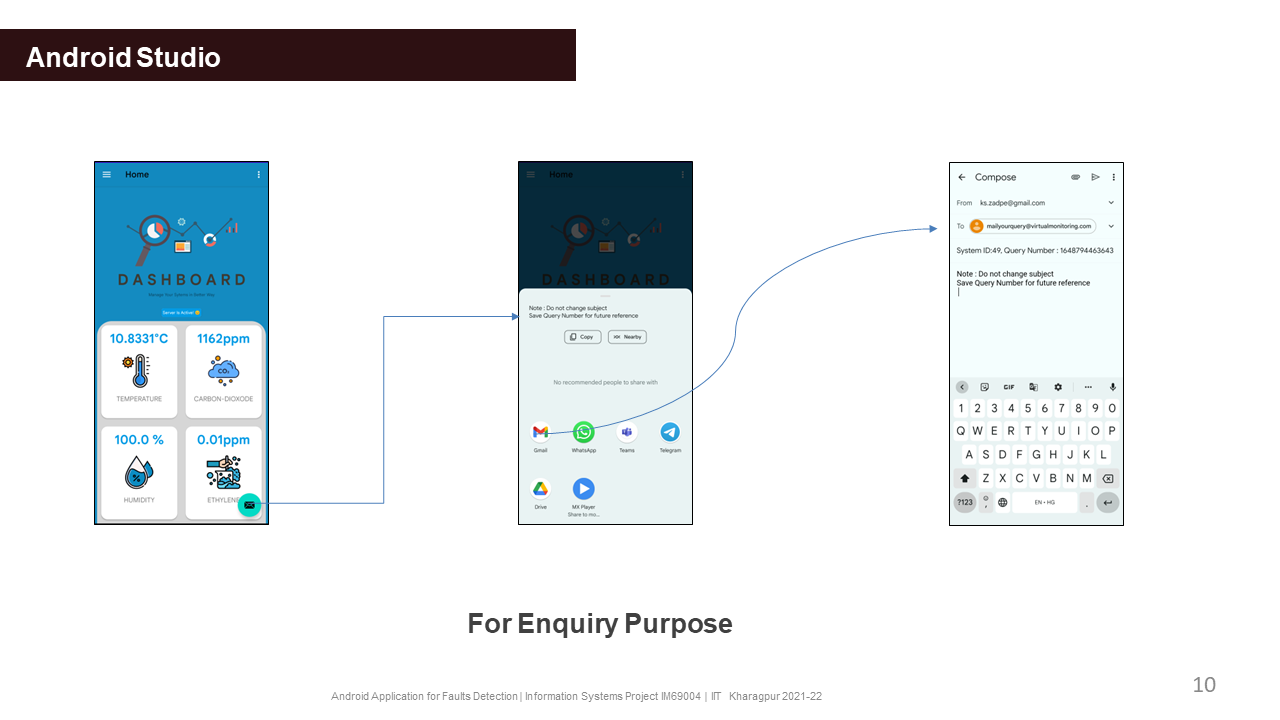 Android Studio
Home
DASHBOARD
Manage Your System in Better Way
Server is Active! 😊
10.8331°C
1162ppm
CO₂
TEMPERATURE
CARBON-DIOXODE
100.0 %
0.01ppm
HUMIDITY
ETHYLENE
Home
DASHBOARD
Note : Do not change subject
Save Query Number for future reference
Copy
Nearby
No recommended people to share with
Gmail
WhatsApp
Teams
Telegram
Drive
MX Player
Share to mo...
Compose
From ks.zadpe@gmail.com
To mailyourquery@virtualmonitoring.com
System ID:49, Query Number : 1648794463643
Note : Do not change subject
Save Query Number for future reference
GIF
1 2 3 4 5 6 7 8 9 0
Q W E R T Y U I O P
A S D F G H J K L
Z X C V B N M
?123 , EN • HG .
For Enquiry Purpose
Android Application for Faults Detection | Information Systems Project IM69004 | IIT Kharagpur 2021-22
10